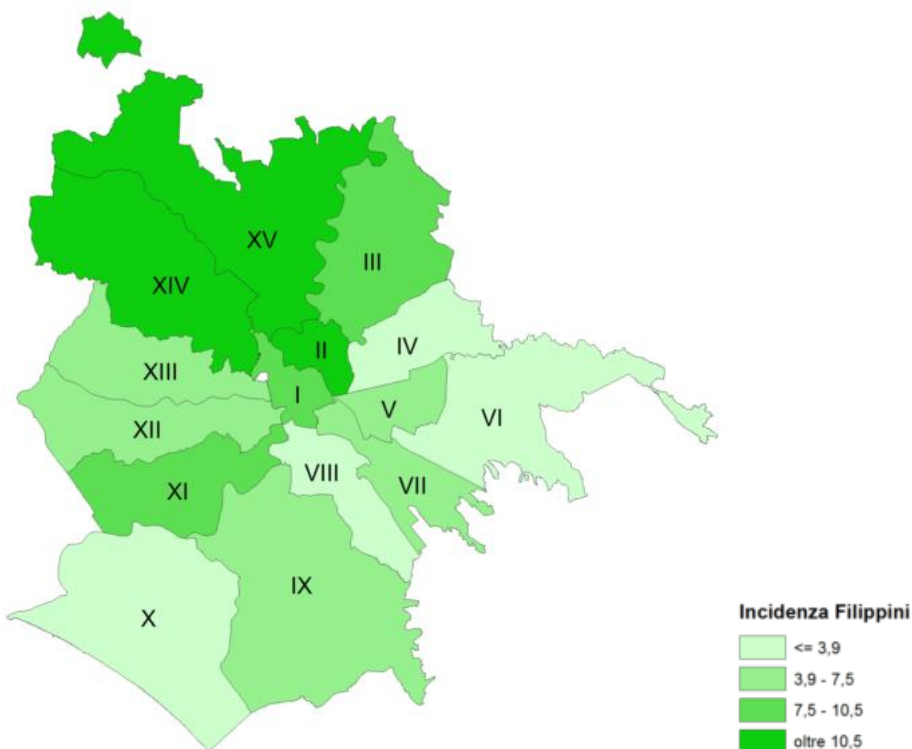 XV
III
XIV
II
IV
XIII
I
V
VI
XII
VIII
VII
XI
IX
X
Incidenza Filippini
<= 3,9
3,9 - 7,5
7,5 - 10,5
oltre 10,5